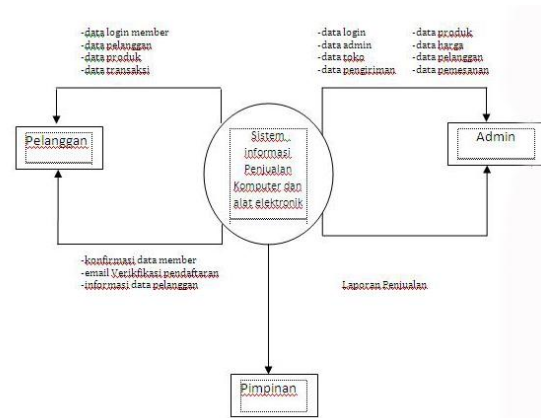 -data login member
-data pelanggan
-data produk
-data transaksi
-data login
-data admin
-data toko
-data pengiriman
-data produk
-data harga
-data pelanggan
-data pemesanan
Pelanggan
Sistem
informasi
Penjualan
Komputer dan
alat elektronik
Admin
-konfirmasi data member
-email Verikfikasi pendaftaran
-informasi data pelanggan
Laporan Penjualan
Pimpinan